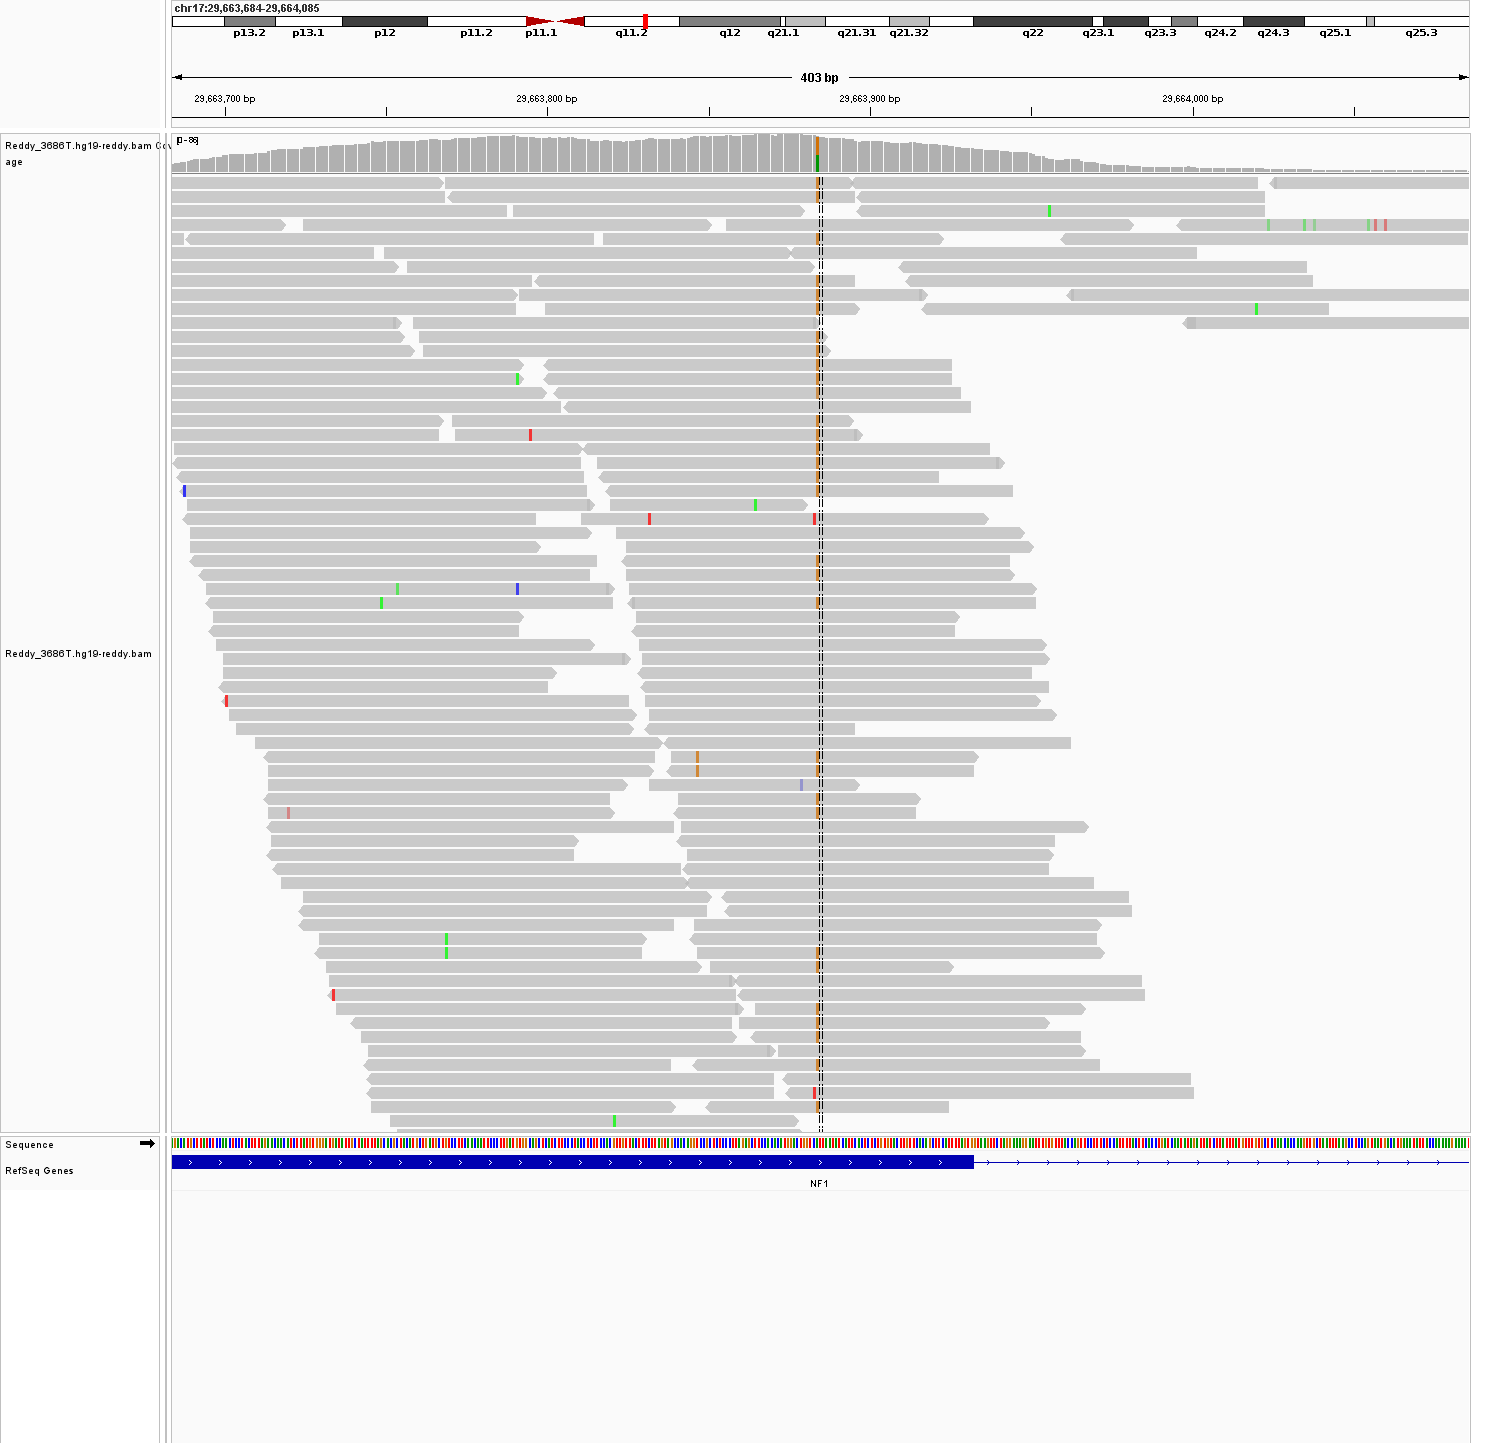 chr17:29,663,684-29,664,085
p13.2 p13.1 p12 p11.2 p11.1 q11.2 q12 q21.1 q21.31 q21.32 q22 q23.1 q23.3 q24.2 q24.3 q25.1 q25.3
403 bp
29,663,700 bp 29,663,800 bp 29,663,900 bp 29,664,000 bp
[0-86]
Reddy_3686T.hg19-reddy.bam Cov
age
Reddy_3686T.hg19-reddy.bam
Sequence
RefSeq Genes
NF1